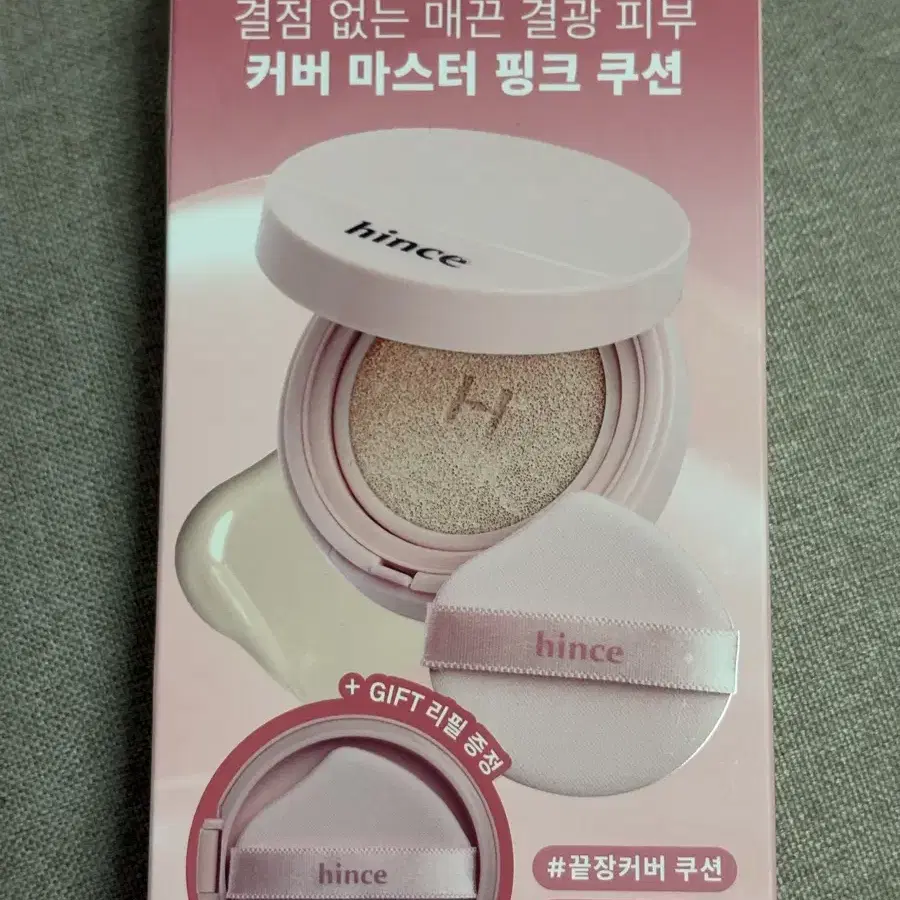 결점 없는 매끈 결광 피부
커버 마스터 핑크 쿠션
hince
H
hince
+ GIFT 리필 증정
hince
#끝장커버 쿠션